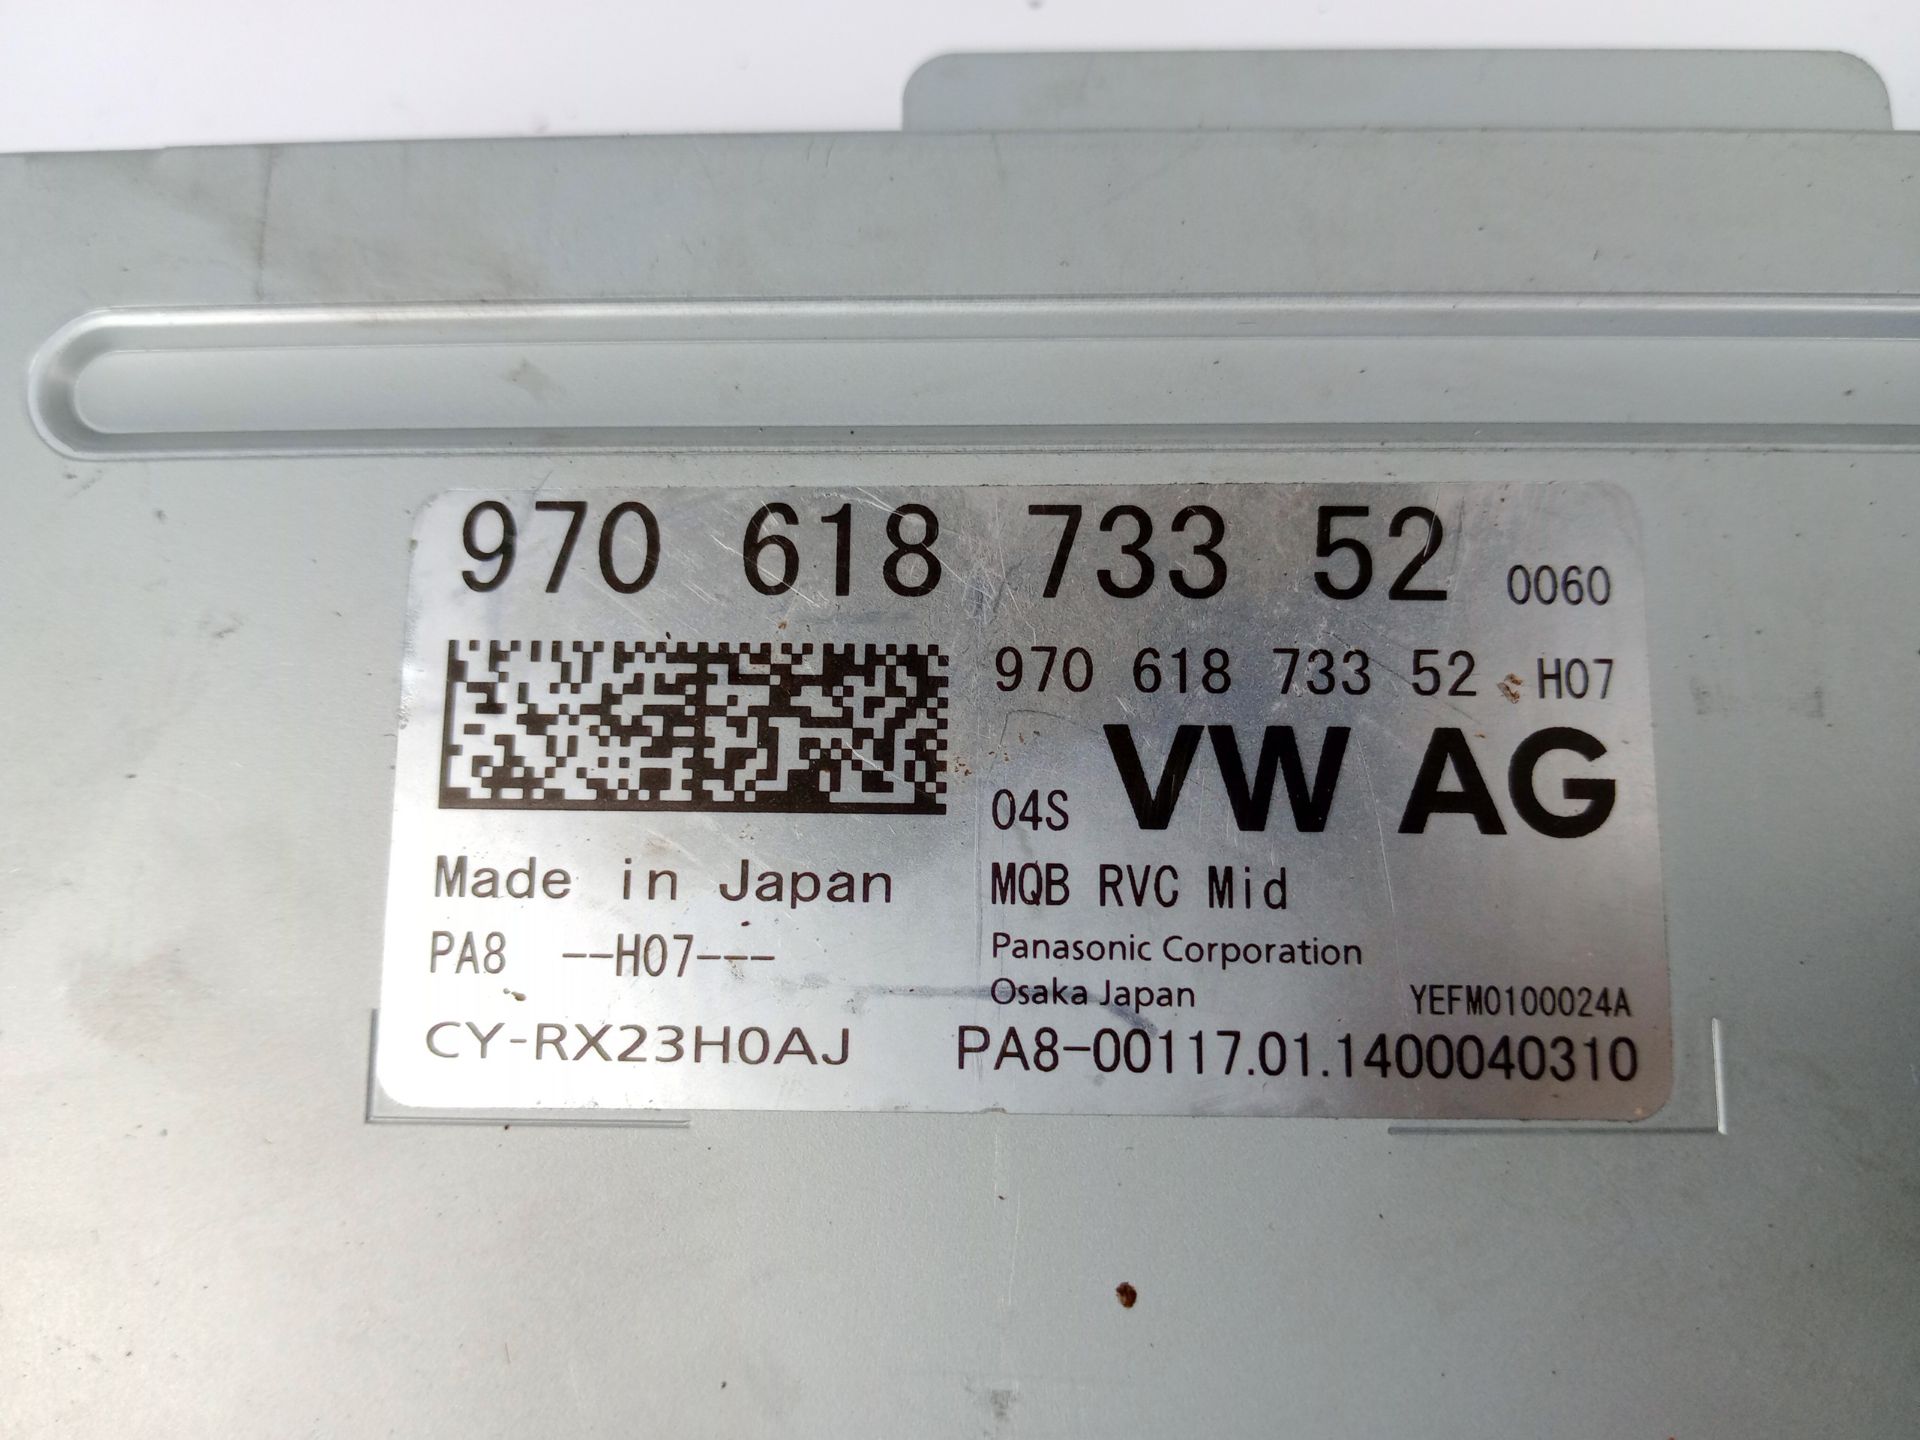 970 618 733 52 0060
970 618 733 52 H07
04S VW AG
Made in Japan
MQB RVC Mid
PA8 --H07---
Panasonic Corporation
Osaka Japan
YEFM0100024A
CY-RX23H0AJ
PA8-00117.01.1400040310